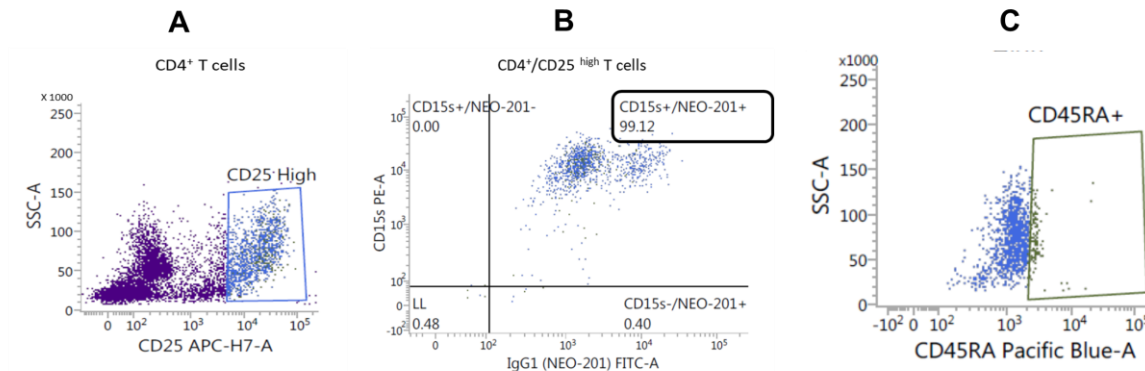 A
B
C
CD4⁺ T cells
CD4⁺/CD25 ʰⁱᵍʰ T cells
X 1000
250
200
150
100
50
0
SSC-A
CD25 High
0 10² 10³ 10⁴ 10⁵
CD25 APC-H7-A
CD15s+/NEO-201-
0.00
CD15s+/NEO-201+
99.12
10⁵
10⁴
10³
10²
0
-10²
CD15s PE-A
LL
0.48
CD15s-/NEO-201+
0.40
0 10² 10³ 10⁴ 10⁵
IgG1 (NEO-201) FITC-A
x1000
250
200
150
100
50
0
SSC-A
CD45RA+
-10² 0 10² 10³ 10⁴ 10⁵
CD45RA Pacific Blue-A